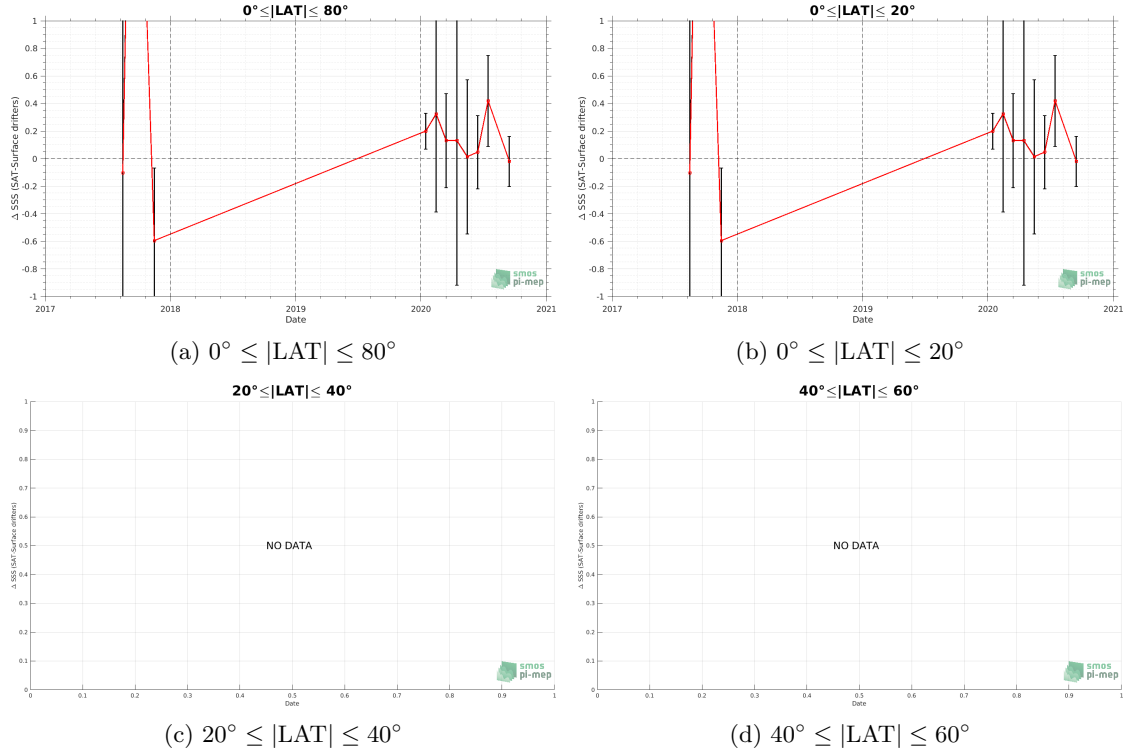 0°≤|LAT|≤ 80°
Δ SSS (SAT-Surface drifters)
1
0.8
0.6
0.4
0.2
0
-0.2
-0.4
-0.6
-0.8
-1
2017
2018
2019
2020
2021
Date
smos
pi-mep
(a) 0° ≤ |LAT| ≤ 80°
0°≤|LAT|≤ 20°
Δ SSS (SAT-Surface drifters)
1
0.8
0.6
0.4
0.2
0
-0.2
-0.4
-0.6
-0.8
-1
2017
2018
2019
2020
2021
Date
smos
pi-mep
(b) 0° ≤ |LAT| ≤ 20°
20°≤|LAT|≤ 40°
Δ SSS (SAT-Surface drifters)
1
0.9
0.8
0.7
0.6
0.5
0.4
0.3
0.2
0.1
0
NO DATA
0
0.1
0.2
0.3
0.4
0.5
0.6
0.7
0.8
0.9
1
Date
smos
pi-mep
(c) 20° ≤ |LAT| ≤ 40°
40°≤|LAT|≤ 60°
Δ SSS (SAT-Surface drifters)
1
0.9
0.8
0.7
0.6
0.5
0.4
0.3
0.2
0.1
0
NO DATA
0
0.1
0.2
0.3
0.4
0.5
0.6
0.7
0.8
0.9
1
Date
smos
pi-mep
(d) 40° ≤ |LAT| ≤ 60°